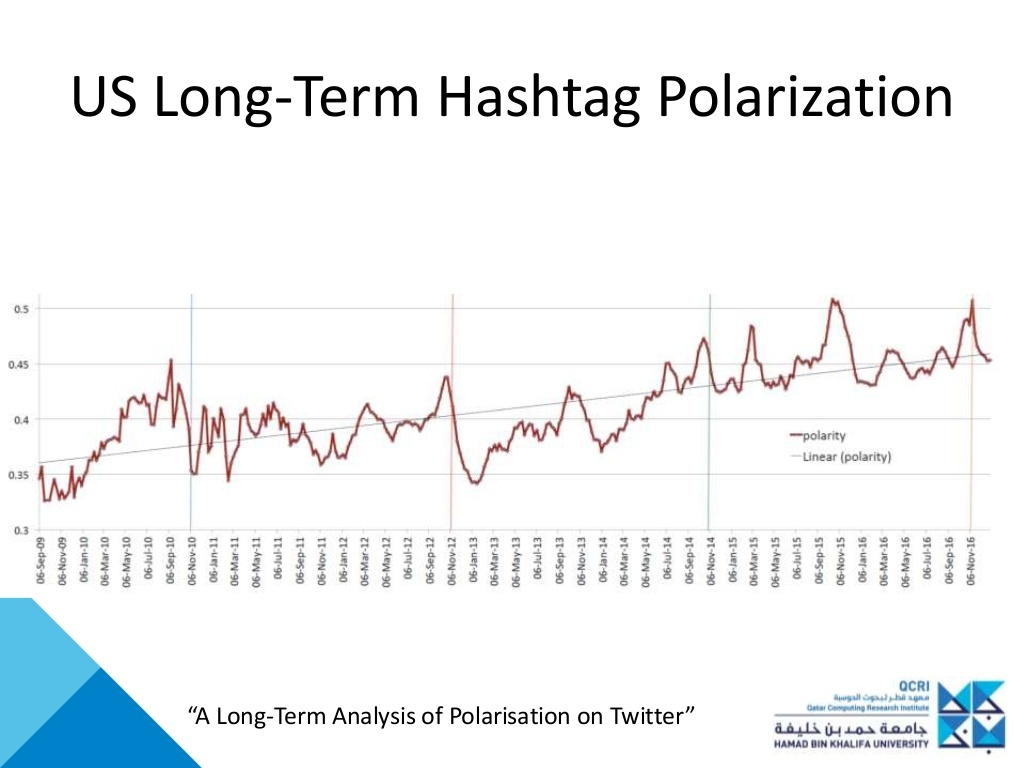 US Long-Term Hashtag Polarization
0.5
0.45
0.4
0.35
0.3
polarity
Linear (polarity)
06-Sep-09
06-Nov-09
06-Jan-10
06-Mar-10
06-May-10
06-Jul-10
06-Sep-10
06-Nov-10
06-Jan-11
06-Mar-11
06-May-11
06-Jul-11
06-Sep-11
06-Nov-11
06-Jan-12
06-Mar-12
06-May-12
06-Jul-12
06-Sep-12
06-Nov-12
06-Jan-13
06-Mar-13
06-May-13
06-Jul-13
06-Sep-13
06-Nov-13
06-Jan-14
06-Mar-14
06-May-14
06-Jul-14
06-Sep-14
06-Nov-14
06-Jan-15
06-Mar-15
06-May-15
06-Jul-15
06-Sep-15
06-Nov-15
06-Jan-16
06-Mar-16
06-May-16
06-Jul-16
06-Sep-16
06-Nov-16
“A Long-Term Analysis of Polarisation on Twitter”
QCRI
معهد قطر لبحوث الحوسبة
Qatar Computing Research Institute
جامعة حمد بن خليفة
HAMAD BIN KHALIFA UNIVERSITY